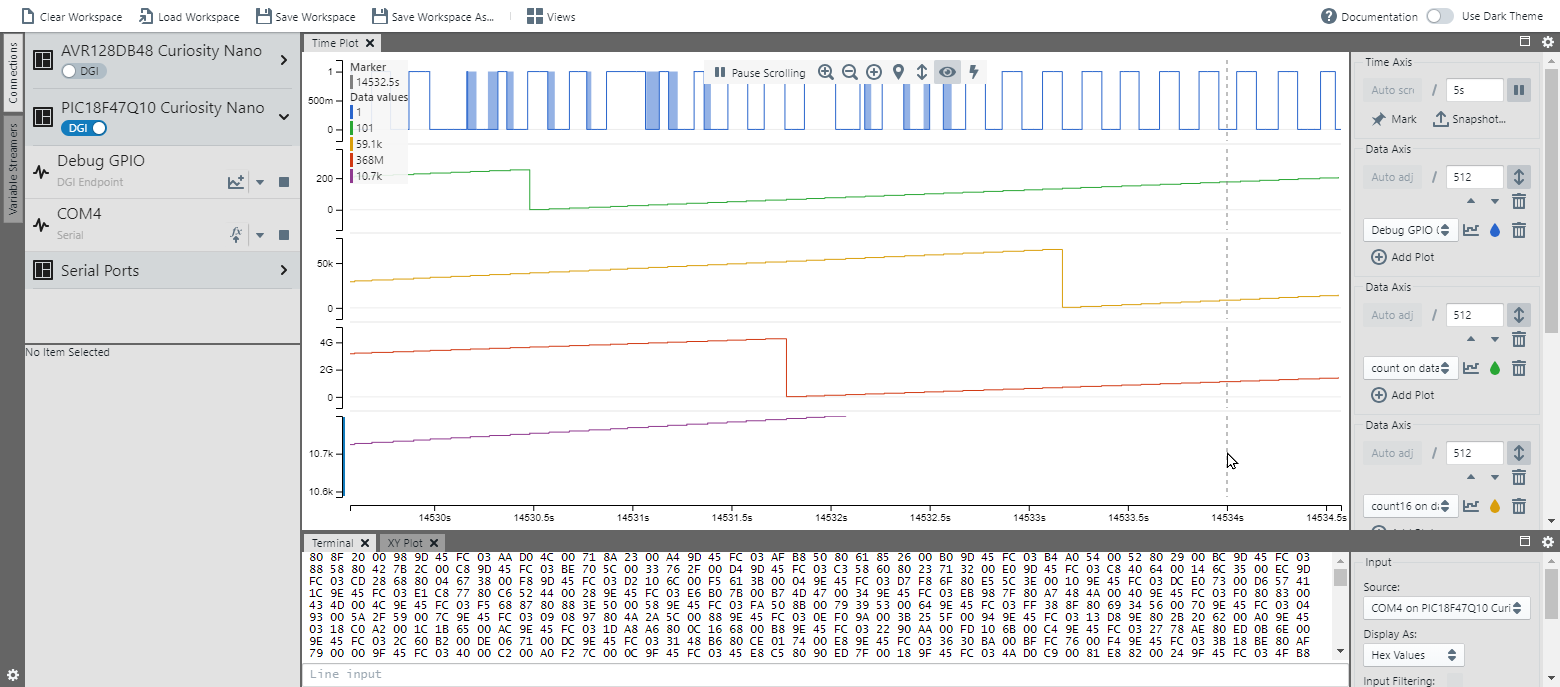 Clear Workspace Load Workspace Save Workspace Save Workspace As... Views Documentation Use Dark Theme
Connections
Variable Streamers
AVR128DB48 Curiosity Nano
DGI
PIC18F47Q10 Curiosity Nano
DGI
Debug GPIO
DGI Endpoint
COM4
Serial
Serial Ports
No Item Selected
Time Plot
Marker
14532.5s
Data values
1
101
59.1k
368M
10.7k
Pause Scrolling
1
500m
0
200
0
50k
0
4G
2G
0
10.7k
10.6k
14530s 14530.5s 14531s 14531.5s 14532s 14532.5s 14533s 14533.5s 14534s 14534.5s
Time Axis
Auto scr / 5s
Mark Snapshot...
Data Axis
Auto adj / 512
Debug GPIO (
Add Plot
Data Axis
Auto adj / 512
count on data
Add Plot
Data Axis
Auto adj / 512
count16 on d
Terminal XY Plot
80 8F 20 00 98 9D 45 FC 03 AA D0 4C 00 71 8A 23 00 A4 9D 45 FC 03 AF B8 50 80 61 85 26 00 B0 9D 45 FC 03 B4 A0 54 00 52 80 29 00 BC 9D 45 FC 03
88 58 80 42 7B 2C 00 C8 9D 45 FC 03 BE 70 5C 00 33 76 2F 00 D4 9D 45 FC 03 C3 58 60 80 23 71 32 00 E0 9D 45 FC 03 C8 40 64 00 14 6C 35 00 EC 9D
FC 03 CD 28 68 80 04 67 38 00 F8 9D 45 FC 03 D2 10 6C 00 F5 61 3B 00 04 9E 45 FC 03 D7 F8 6F 80 E5 5C 3E 00 10 9E 45 FC 03 DC E0 73 00 D6 57 41
1C 9E 45 FC 03 E1 C8 77 80 C6 52 44 00 28 9E 45 FC 03 E6 B0 7B 00 B7 4D 47 00 34 9E 45 FC 03 EB 98 7F 80 A7 48 4A 00 40 9E 45 FC 03 F0 80 83 00
43 4D 00 4C 9E 45 FC 03 F5 68 87 80 88 3E 50 00 58 9E 45 FC 03 FA 50 8B 00 79 39 53 00 64 9E 45 FC 03 FF 38 8F 80 69 34 56 00 70 9E 45 FC 03 04
93 00 5A 2F 59 00 7C 9E 45 FC 03 09 08 97 80 4A 2A 5C 00 88 9E 45 FC 03 0E F0 9A 00 3B 25 5F 00 94 9E 45 FC 03 13 D8 9E 80 2B 20 62 00 A0 9E 45
03 18 C0 A2 00 1C 1B 65 00 AC 9E 45 FC 03 1D A8 A6 80 0C 16 68 00 B8 9E 45 FC 03 22 90 AA 00 FD 10 6B 00 C4 9E 45 FC 03 27 78 AE 80 ED 0B 6E 00
9E 45 FC 03 2C 60 B2 00 DE 06 71 00 DC 9E 45 FC 03 31 48 B6 80 CE 01 74 00 E8 9E 45 FC 03 36 30 BA 00 BF FC 76 00 F4 9E 45 FC 03 3B 18 BE 80 AF
79 00 00 9F 45 FC 03 40 00 C2 00 A0 F2 7C 00 0C 9F 45 FC 03 45 E8 C5 80 90 ED 7F 00 18 9F 45 FC 03 4A D0 C9 00 81 E8 82 00 24 9F 45 FC 03 4F B8
Line input
Input
Source:
COM4 on PIC18F47Q10 Curi
Display As:
Hex Values
Input Filtering: